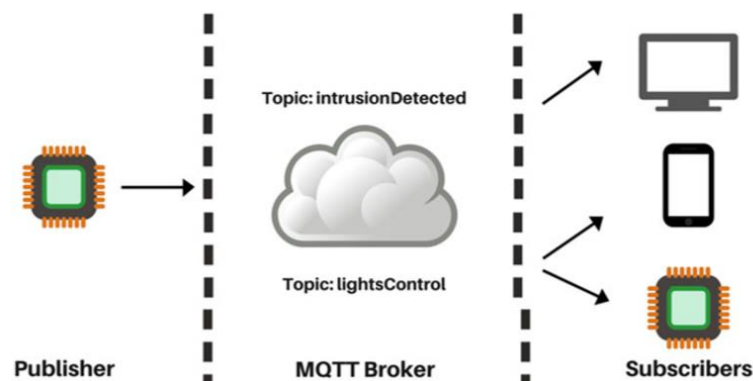 Topic: intrusionDetected
Topic: lightsControl
Publisher
MQTT Broker
Subscribers